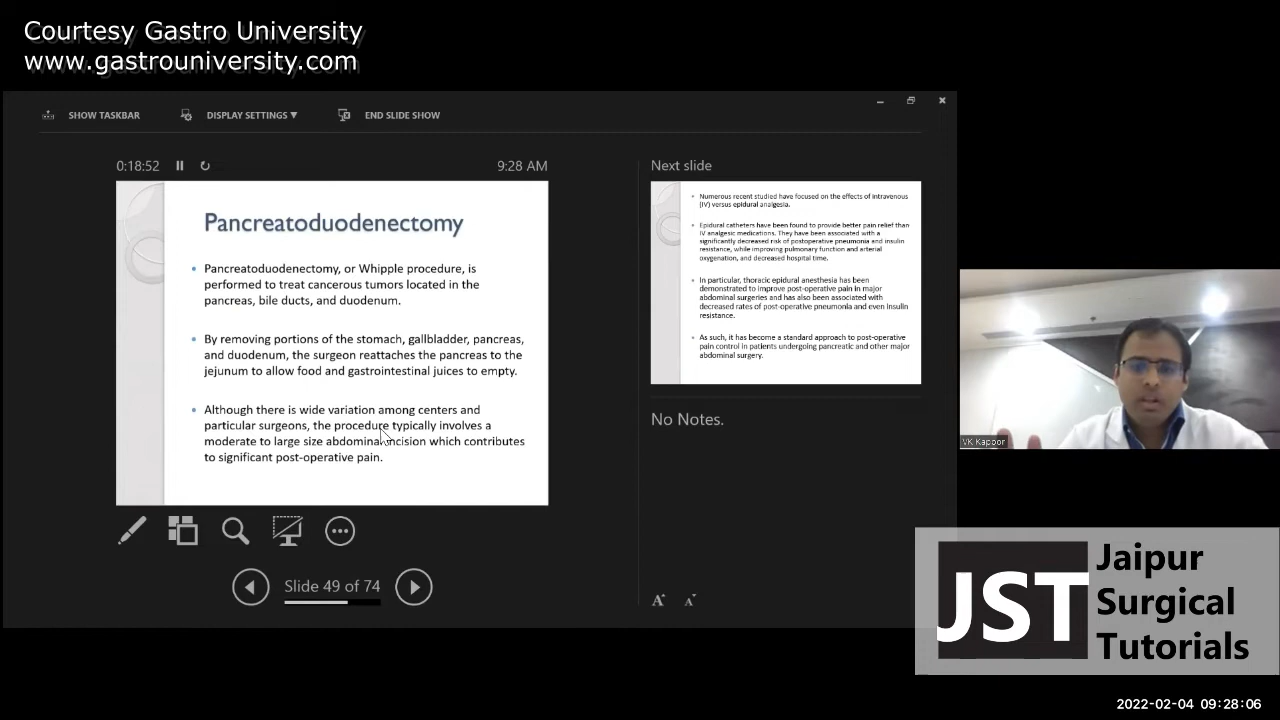 Courtesy Gastro University
www.gastrouniversity.com
SHOW TASKBAR
DISPLAY SETTINGS ▼
END SLIDE SHOW
0:18:52
9:28 AM
Pancreatoduodenectomy
• Pancreatoduodenectomy, or Whipple procedure, is
performed to treat cancerous tumors located in the
pancreas, bile ducts, and duodenum.
• By removing portions of the stomach, gallbladder, pancreas,
and duodenum, the surgeon reattaches the pancreas to the
jejunum to allow food and gastrointestinal juices to empty.
• Although there is wide variation among centers and
particular surgeons, the procedure typically involves a
moderate to large size abdominal incision which contributes
to significant post-operative pain.
Slide 49 of 74
Next slide
• Numerous recent studied have focused on the effects of intravenous
(IV) versus epidural analgesia.
• Epidural catheters have been found to provide better pain relief than
IV analgesic medications. They have been associated with a
significantly decreased risk of postoperative pneumonia and insulin
resistance, while improving pulmonary function and arterial
oxygenation, and decreased hospital time.
• In particular, thoracic epidural anesthesia has been
demonstrated to improve post-operative pain in major
abdominal surgeries and has also been associated with
decreased rates of post-operative pneumonia and even insulin
resistance.
• As such, it has become a standard approach to post-operative
pain control in patients undergoing pancreatic and other major
abdominal surgery.
No Notes.
A A
VK Kapoor
JST
Jaipur
Surgical
Tutorials
2022-02-04 09:28:06